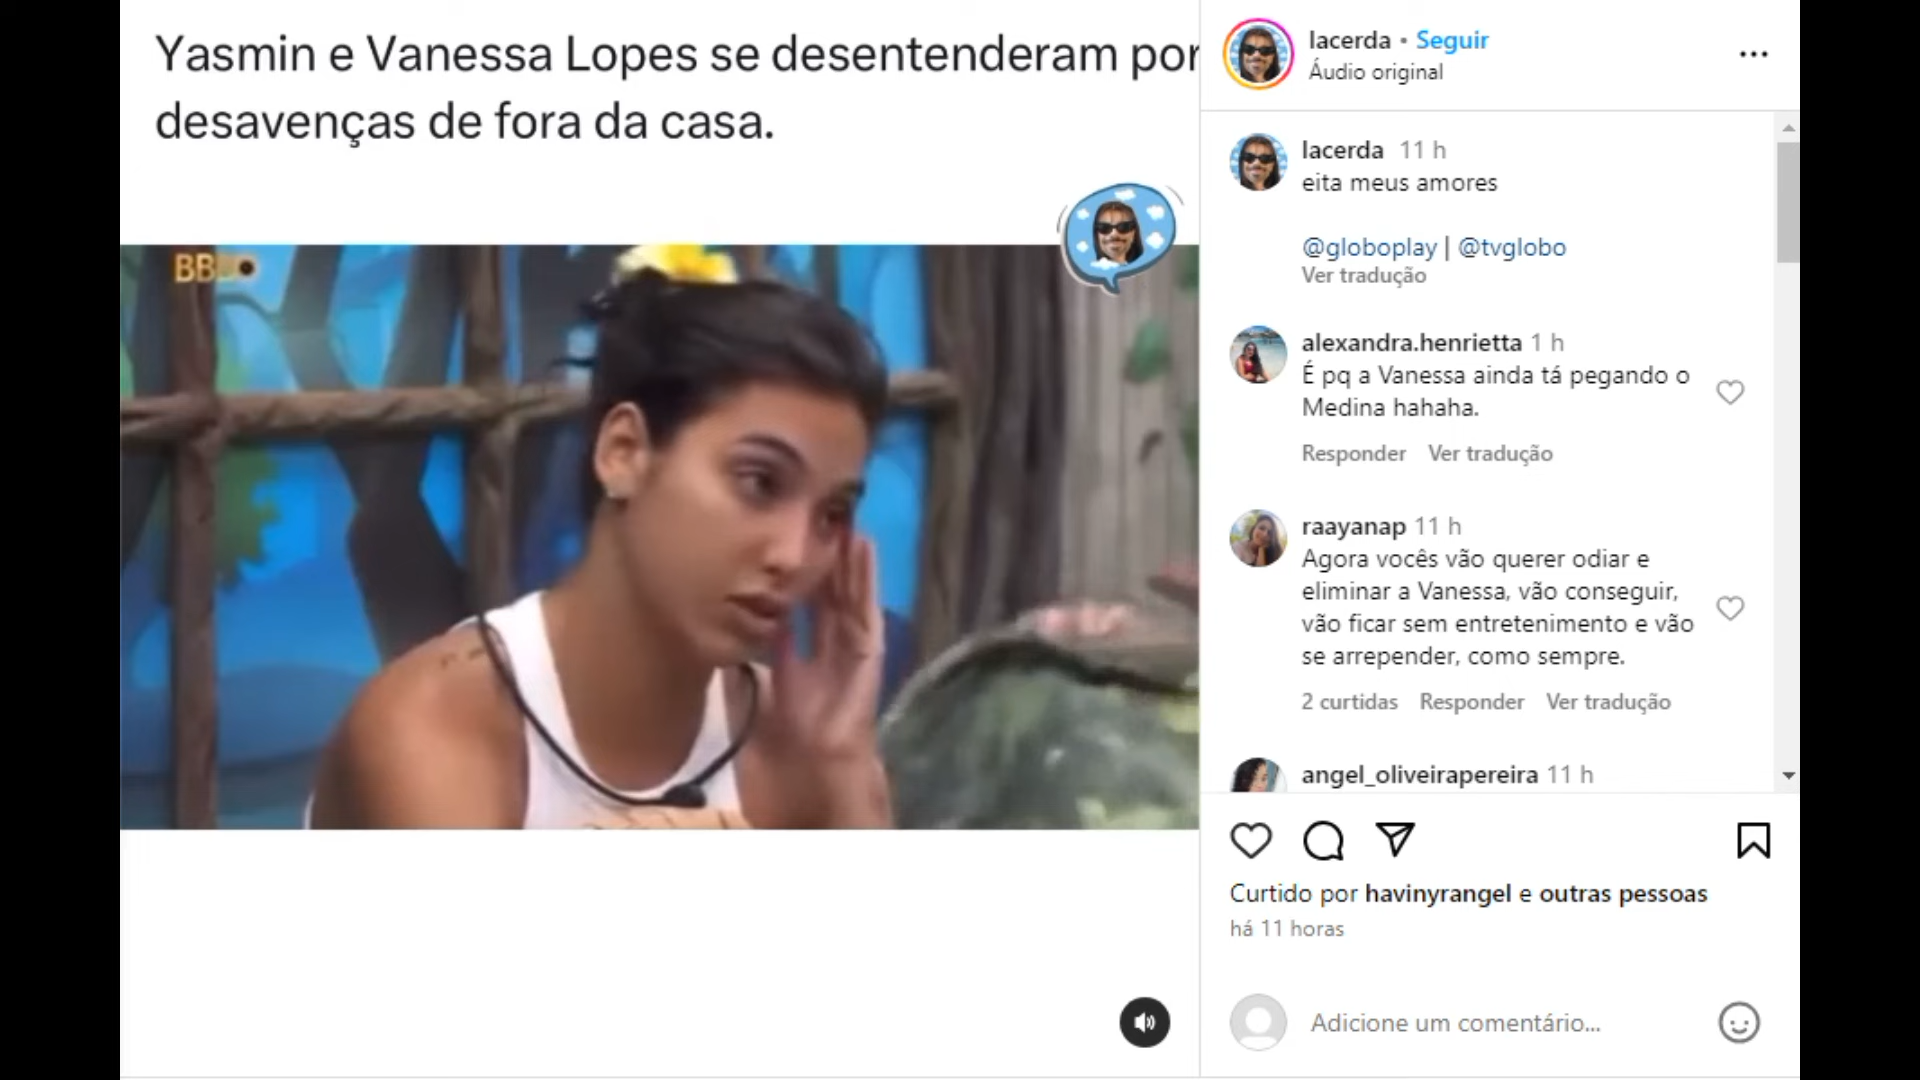 Yasmin e Vanessa Lopes se desentenderam por
desavenças de fora da casa.
lacerda • Seguir
Áudio original
lacerda 11 h
eita meus amores
@globoplay | @tvglobo
Ver tradução
alexandra.henrietta 1 h
É pq a Vanessa ainda tá pegando o
Medina hahaha.
Responder Ver tradução
raayanap 11 h
Agora vocês vão querer odiar e
eliminar a Vanessa, vão conseguir,
vão ficar sem entretenimento e vão
se arrepender, como sempre.
2 curtidas Responder Ver tradução
angel_oliveirapereira 11 h
Curtido por havinyrangel e outras pessoas
há 11 horas
Adicione um comentário...